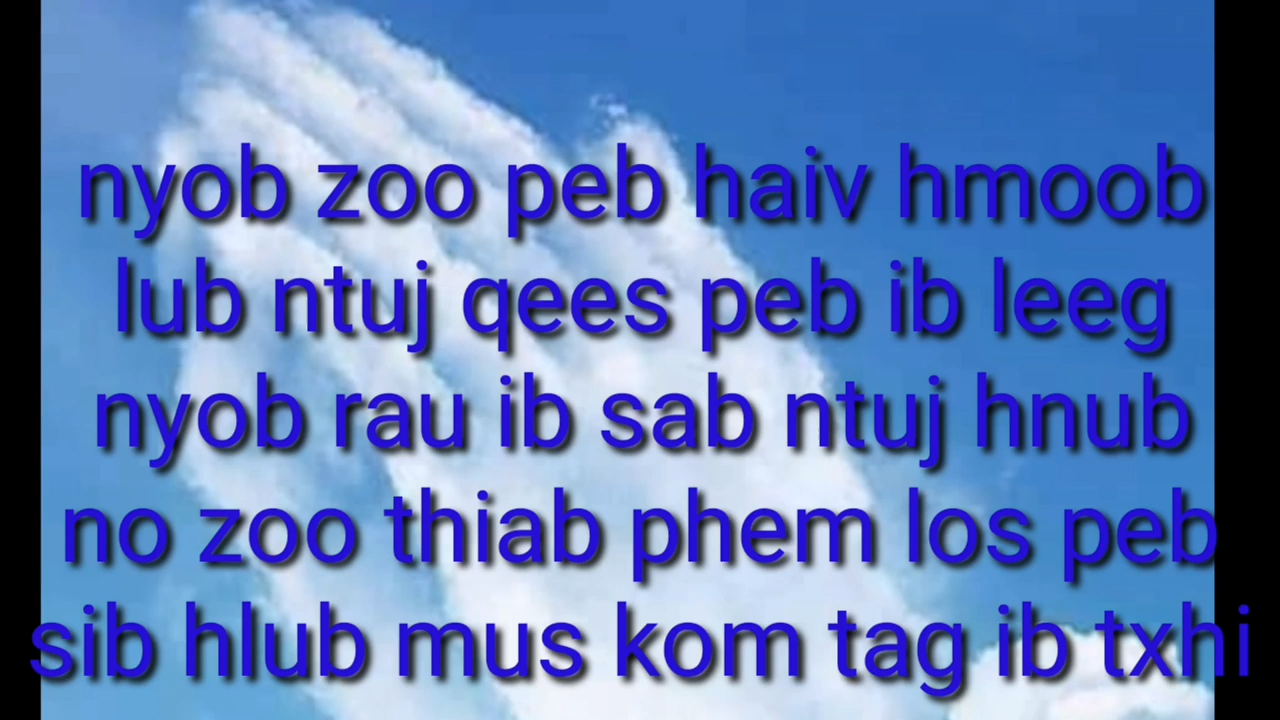 nyob zoo peb haiv hmoob
lub ntuj qees peb ib leeg
nyob rau ib sab ntuj hnub
no zoo thiab phem los peb
sib hlub mus kom tag ib txhi